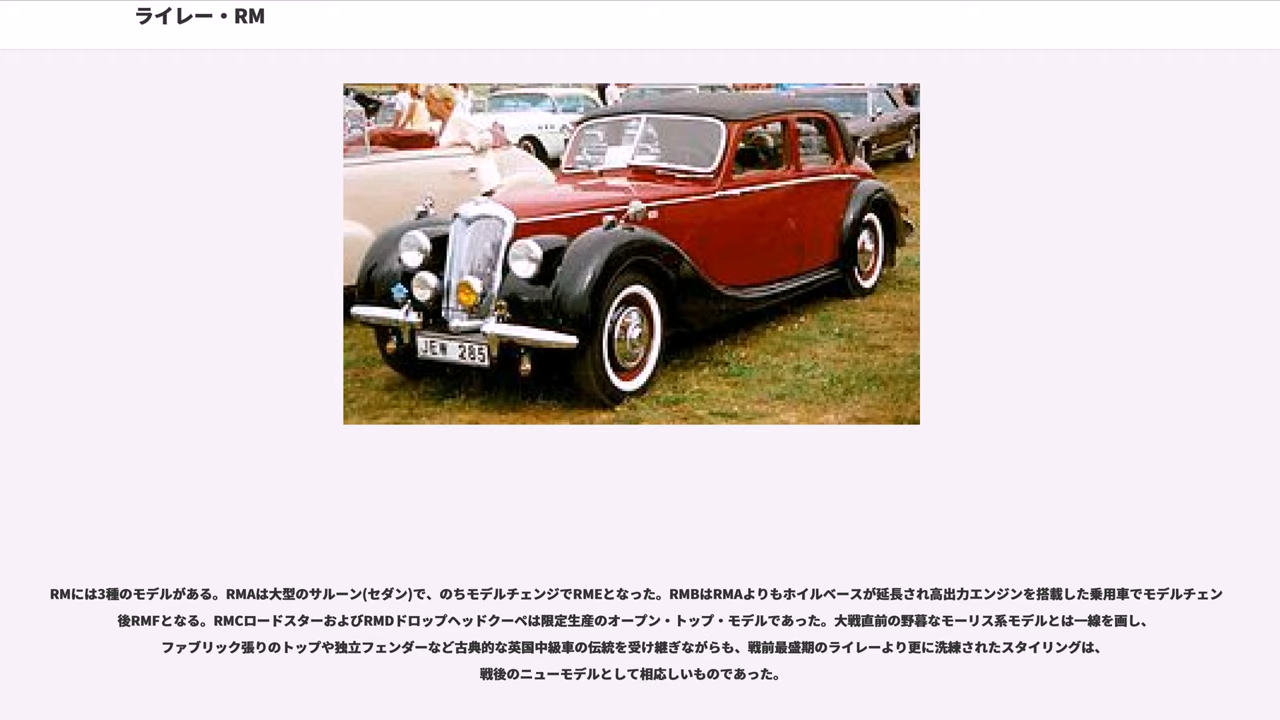 ライレー・RM
JEW 285
RMには3種のモデルがある。RMAは大型のサルーン(セダン)で、のちモデルチェンジでRMEとなった。RMBはRMAよりもホイルベースが延長され高出力エンジンを搭載した乗用車でモデルチェン
後RMFとなる。RMCロードスターおよびRMDドロップヘッドクーペは限定生産のオープン・トップ・モデルであった。大戦直前の野暮なモーリス系モデルとは一線を画し、
ファブリック張りのトップや独立フェンダーなど古典的な英国中級車の伝統を受け継ぎながらも、戦前最盛期のライレーより更に洗練されたスタイリングは、
戦後のニューモデルとして相応しいものであった。